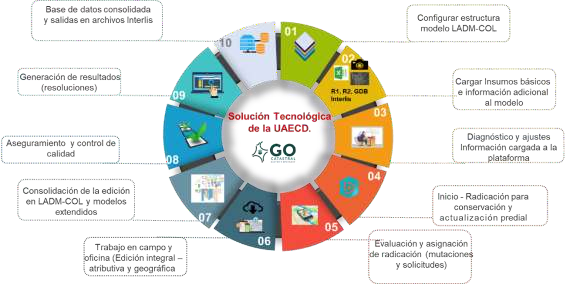 Solución Tecnológica
de la UAECD.
GO
CATASTRAL
01
Configurar estructura
modelo LADM-COL
02
R1, R2, GDB
Interlis
Cargar Insumos básicos
e información adicional
al modelo
03
Diagnóstico y ajustes
Información cargada a la
plataforma
04
Inicio - Radicación para
conservación y
actualización predial
05
Evaluación y asignación
de radicación (mutaciones
y solicitudes)
06
Trabajo en campo y
oficina (Edición integral –
atributiva y geográfica
07
Consolidación de la edición
en LADM-COL y modelos
extendidos
08
Aseguramiento y control de
calidad
09
Generación de resultados
(resoluciones)
10
Base de datos consolidada
y salidas en archivos Interlis